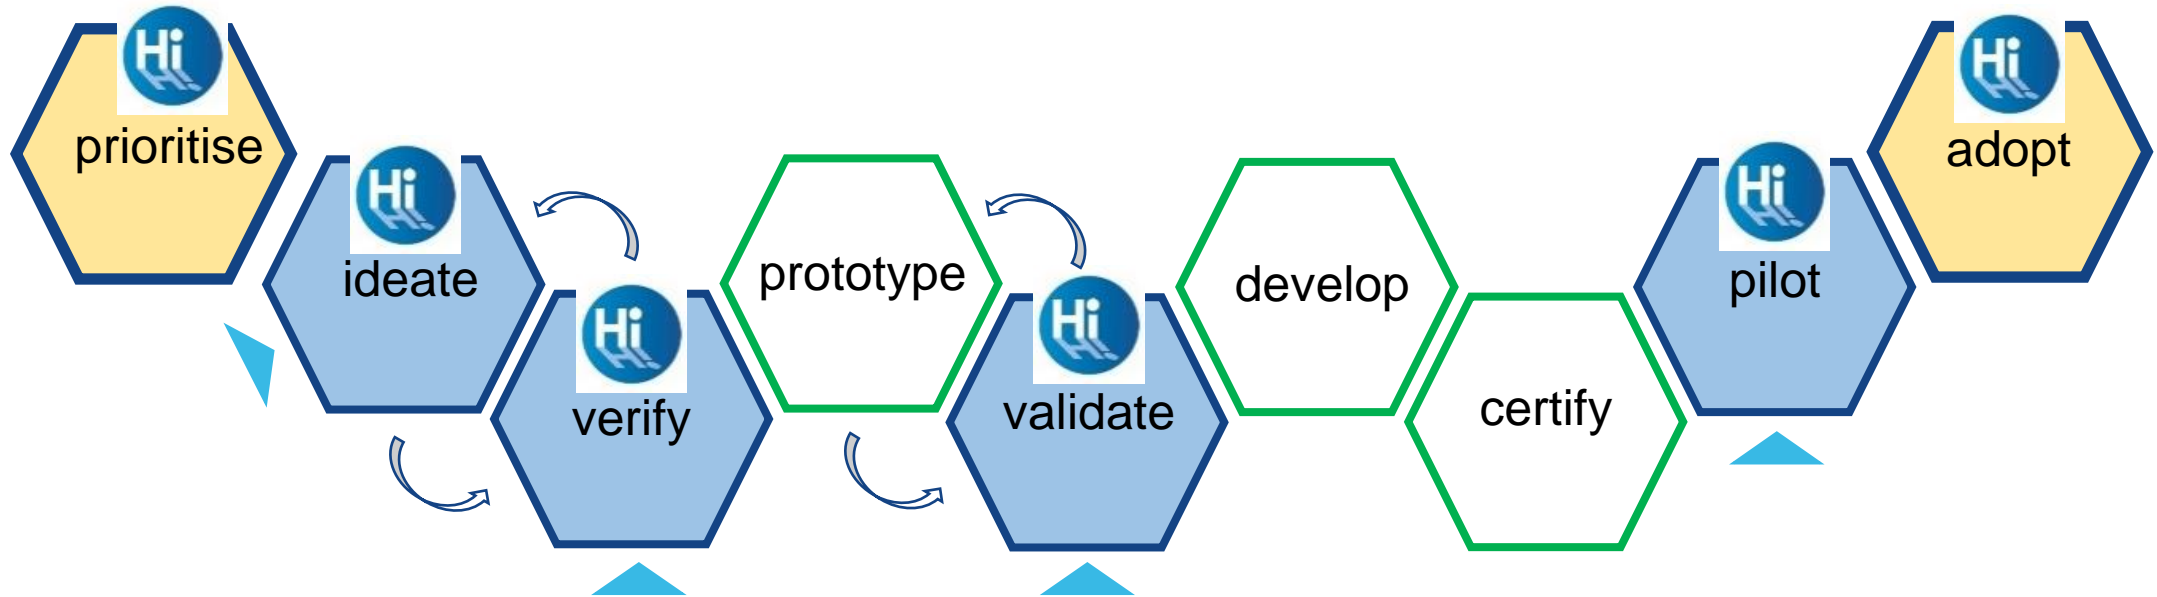 Hi
prioritise
Hi
ideate
Hi
verify
prototype
Hi
validate
develop
certify
Hi
pilot
Hi
adopt